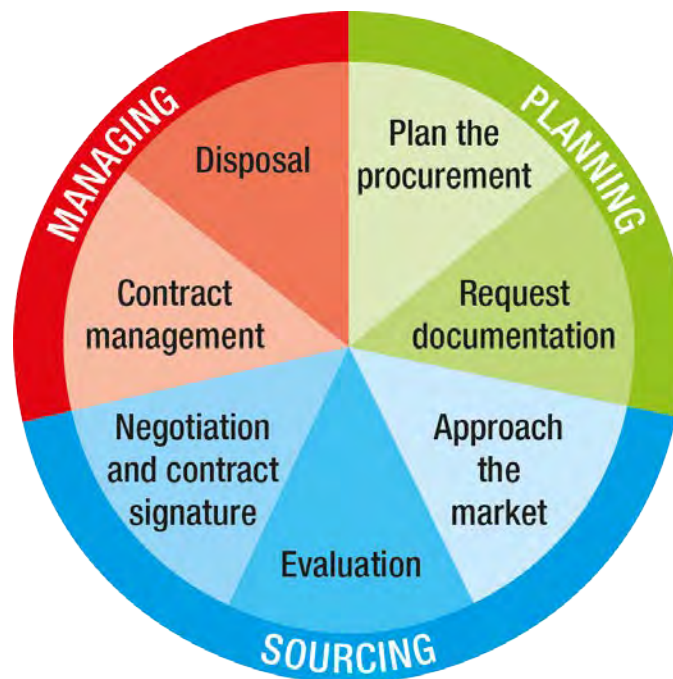 PLANNING
Plan the
procurement
Request
documentation
SOURCING
Approach
the
market
Evaluation
Negotiation
and contract
signature
MANAGING
Contract
management
Disposal